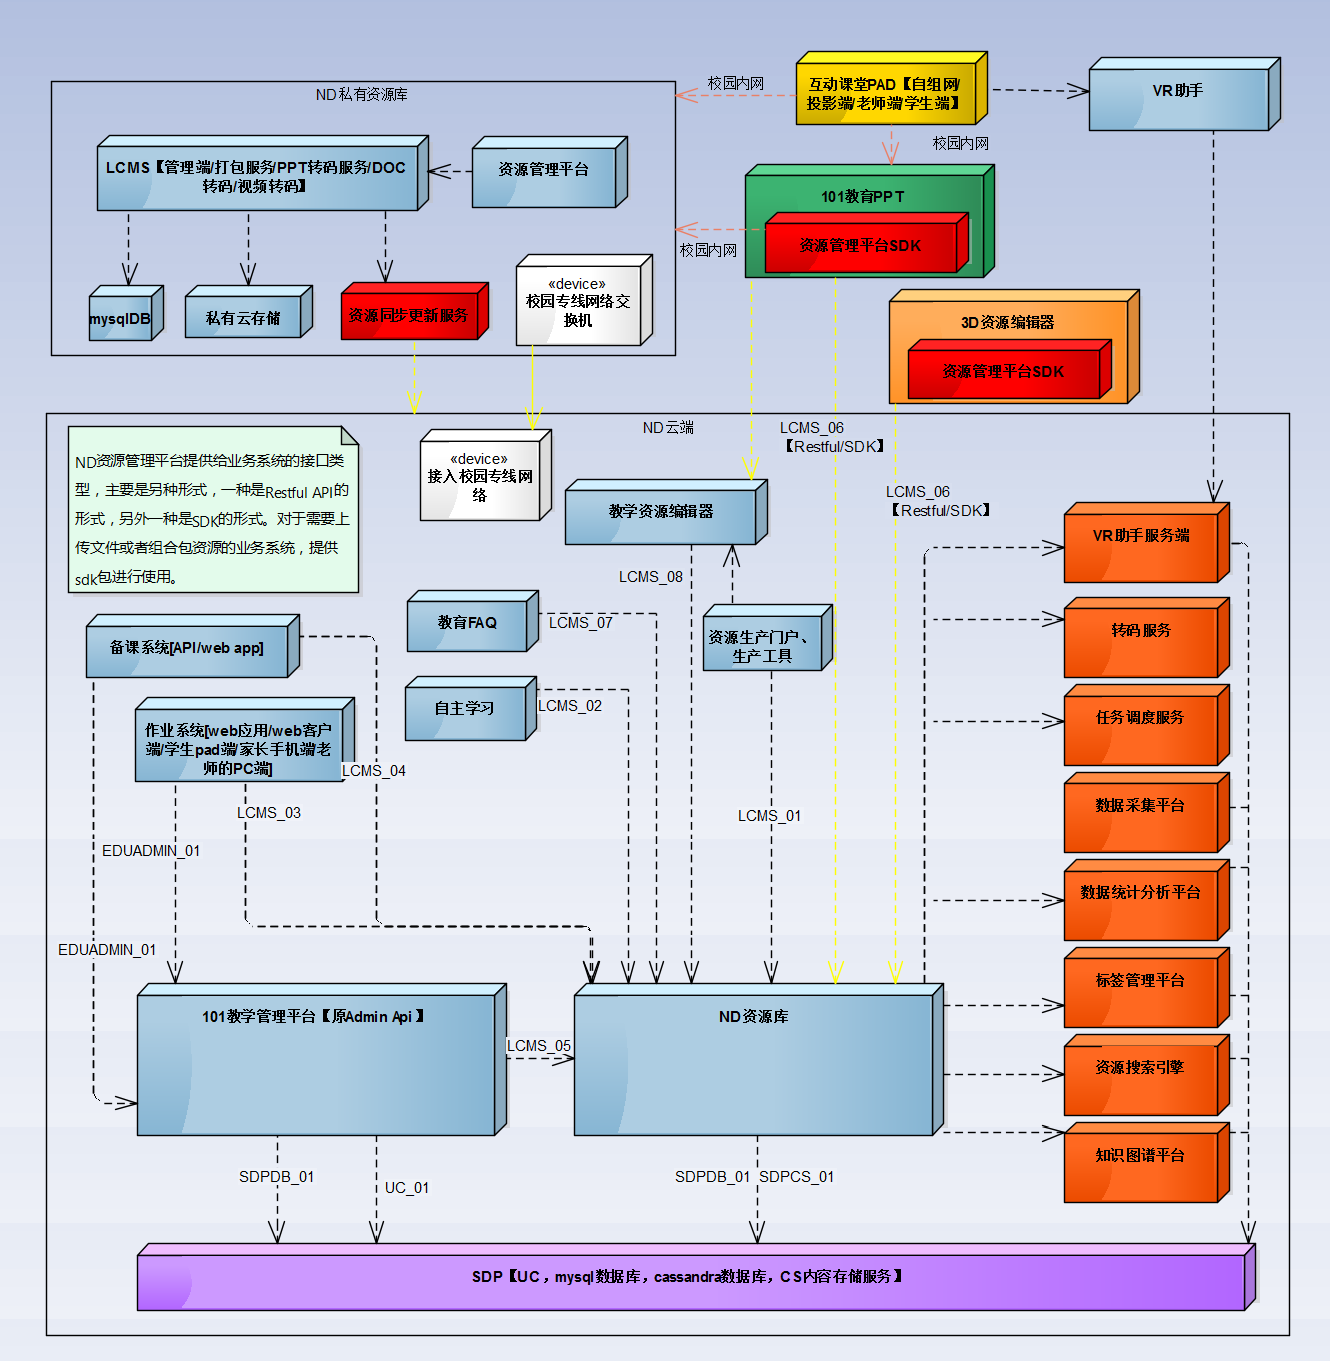 ND私有资源库
校园内网
互动课堂PAD【自组网/
投影端/老师端/学生端】
VR助手
LCMS【管理端/打包服务/PPT转码服务/DOC
转码/视频转码】
资源管理平台
校园内网
101教育PPT
资源管理平台SDK
校园内网
mysqlDB
私有云存储
资源同步更新服务
«device»
校园专线网络交
换机
3D资源编辑器
资源管理平台SDK
ND云端
LCMS_06
【Restful/SDK】
ND资源管理平台提供给业务系统的接口类
型，主要是另种形式，一种是Restful API的
形式，另外一种是SDK的形式。对于需要上
传文件或者组合包资源的业务系统，提供
sdk包进行使用。
«device»
接入校园专线网
络
教学资源编辑器
LCMS_06
【Restful/SDK】
VR助手服务端
LCMS_08
教育FAQ
LCMS_07
资源生产门户、
生产工具
转码服务
备课系统[API/web app]
自主学习
LCMS_02
任务调度服务
作业系统[web应用/web客户
端/学生pad端/家长手机端/老
师的PC端]
LCMS_04
LCMS_03
LCMS_01
数据采集平台
EDUADMIN_01
数据统计分析平台
EDUADMIN_01
标签管理平台
101教学管理平台【原Admin Api】
ND资源库
LCMS_05
资源搜索引擎
知识图谱平台
SDPDB_01
UC_01
SDPDB_01
SDPCS_01
SDP【UC，mysql数据库，cassandra数据库，CS内容存储服务】